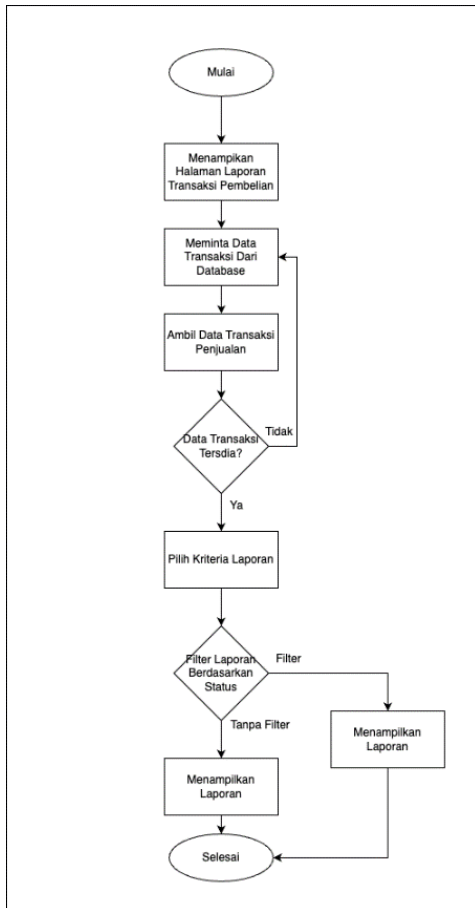 Mulai
Menampikan
Halaman Laporan
Transaksi Pembelian
Meminta Data
Transaksi Dari
Database
Ambil Data Transaksi
Penjualan
Data Transaksi
Tersdia?
Tidak
Ya
Pilih Kriteria Laporan
Filter Laporan
Berdasarkan
Status
Filter
Tanpa Filter
Menampilkan
Laporan
Menampilkan
Laporan
Selesai